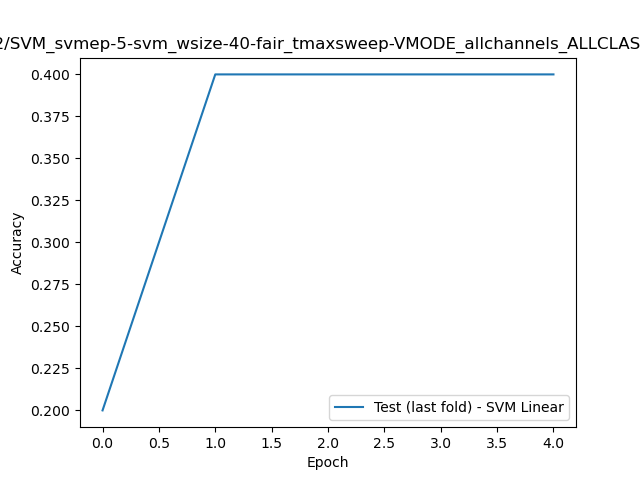 2/SVM_svmep-5-svm_wsize-40-fair_tmaxsweep-VMODE_allchannels_ALLCLAS
0.400
0.375
0.350
0.325
0.300
0.275
0.250
0.225
0.200
Accuracy
Test (last fold) - SVM Linear
0.0 0.5 1.0 1.5 2.0 2.5 3.0 3.5 4.0
Epoch